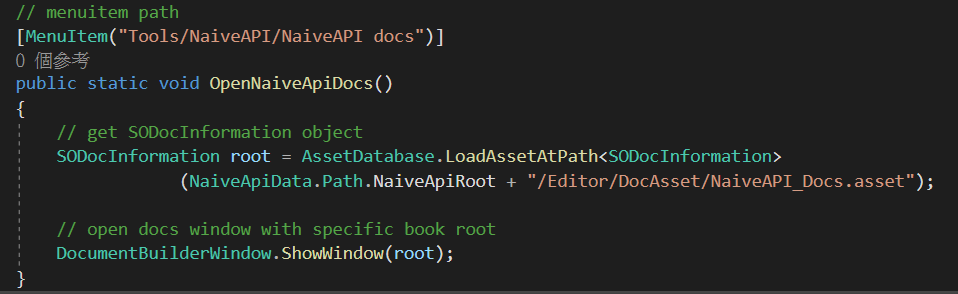 // menuitem path
[MenuItem("Tools/NaiveAPI/NaiveAPI docs")]
0 個參考
public static void OpenNaiveApiDocs()
{
// get SODocInformation object
SODocInformation root = AssetDatabase.LoadAssetAtPath<SODocInformation>
(NaiveApiData.Path.NaiveApiRoot + "/Editor/DocAsset/NaiveAPI_Docs.asset");
// open docs window with specific book root
DocumentBuilderWindow.ShowWindow(root);
}